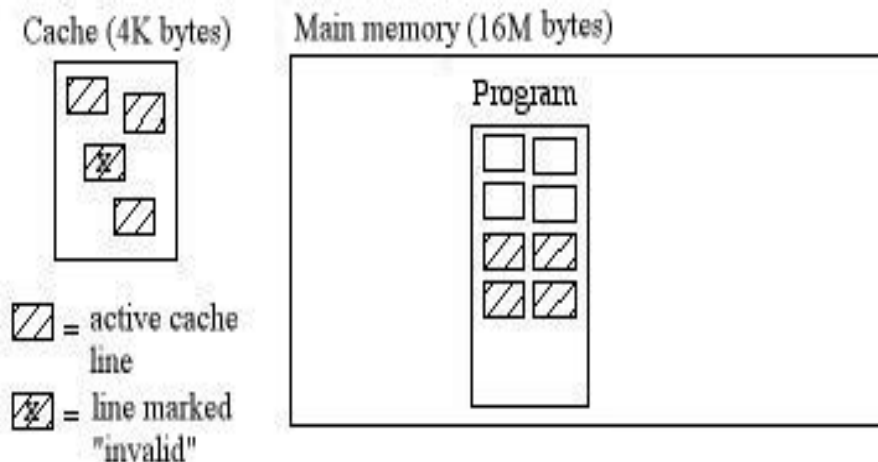 Cache (4K bytes)
Main memory (16M bytes)
Program
= active cache
line
= line marked
"invalid"